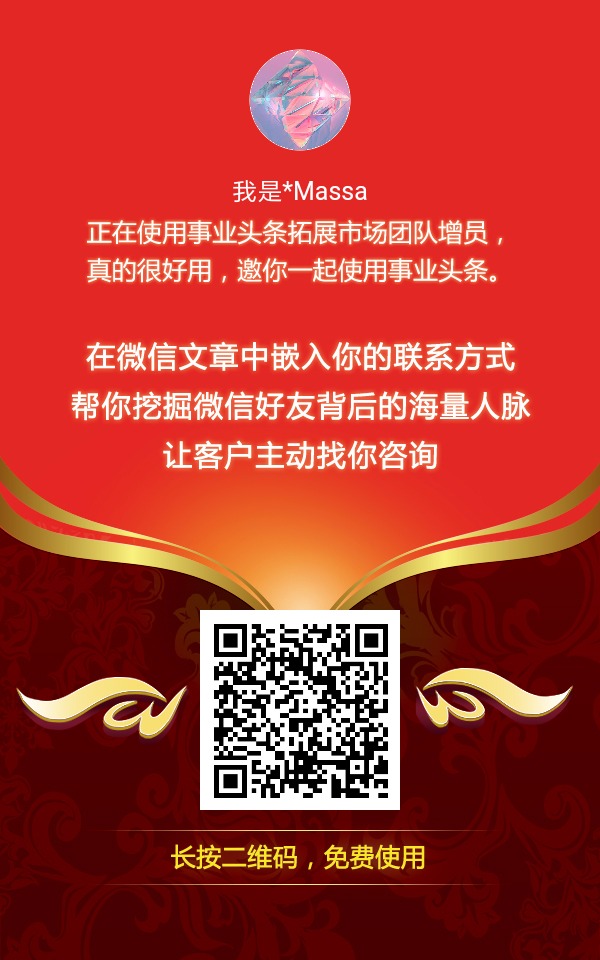 我是*Massa
正在使用事业头条拓展市场团队增员，
真的很好用，邀你一起使用事业头条。
在微信文章中嵌入你的联系方式
帮你挖掘微信好友背后的海量人脉
让客户主动找你咨询
长按二维码，免费使用